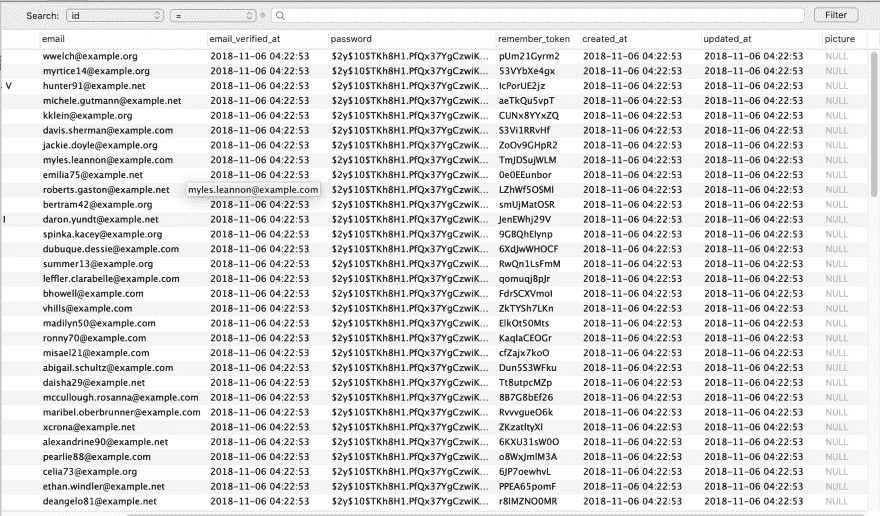 Search: id = Filter
email email_verified_at password remember_token created_at updated_at picture
wwelch@example.org 2018-11-06 04:22:53 $2y$10$TKh8H1.PfQx37YgCzwiK... pUm21Gyrm2 2018-11-06 04:22:53 2018-11-06 04:22:53 NULL
myrtice14@example.org 2018-11-06 04:22:53 $2y$10$TKh8H1.PfQx37YgCzwiK... 53VYbXe4gx 2018-11-06 04:22:53 2018-11-06 04:22:53 NULL
V hunter91@example.net 2018-11-06 04:22:53 $2y$10$TKh8H1.PfQx37YgCzwiK... IcPorUE2jz 2018-11-06 04:22:53 2018-11-06 04:22:53 NULL
michele.gutmann@example.net 2018-11-06 04:22:53 $2y$10$TKh8H1.PfQx37YgCzwiK... aeTkQu5vpT 2018-11-06 04:22:53 2018-11-06 04:22:53 NULL
kklein@example.org 2018-11-06 04:22:53 $2y$10$TKh8H1.PfQx37YgCzwiK... CUNx8YYxZQ 2018-11-06 04:22:53 2018-11-06 04:22:53 NULL
davis.sherman@example.com 2018-11-06 04:22:53 $2y$10$TKh8H1.PfQx37YgCzwiK... S3Vi1RRvHf 2018-11-06 04:22:53 2018-11-06 04:22:53 NULL
jackie.doyle@example.org 2018-11-06 04:22:53 $2y$10$TKh8H1.PfQx37YgCzwiK... ZoOv9GHpR2 2018-11-06 04:22:53 2018-11-06 04:22:53 NULL
myles.leannon@example.com 2018-11-06 04:22:53 $2y$10$TKh8H1.PfQx37YgCzwiK... TmJDSujWLM 2018-11-06 04:22:53 2018-11-06 04:22:53 NULL
emilia75@example.net 2018-11-06 04:22:53 $2y$10$TKh8H1.PfQx37YgCzwiK... 0e0EEunbor 2018-11-06 04:22:53 2018-11-06 04:22:53 NULL
roberts.gaston@example.net myles.leannon@example.com $2y$10$TKh8H1.PfQx37YgCzwiK... LZhWf5OSMl 2018-11-06 04:22:53 2018-11-06 04:22:53 NULL
bertram42@example.org 2018-11-06 04:22:53 $2y$10$TKh8H1.PfQx37YgCzwiK... smUjMatOSR 2018-11-06 04:22:53 2018-11-06 04:22:53 NULL
I daron.yundt@example.net 2018-11-06 04:22:53 $2y$10$TKh8H1.PfQx37YgCzwiK... JenEWhj29V 2018-11-06 04:22:53 2018-11-06 04:22:53 NULL
spinka.kacey@example.org 2018-11-06 04:22:53 $2y$10$TKh8H1.PfQx37YgCzwiK... 9GBQhEIynp 2018-11-06 04:22:53 2018-11-06 04:22:53 NULL
dubuque.dessie@example.com 2018-11-06 04:22:53 $2y$10$TKh8H1.PfQx37YgCzwiK... 6XdJwWHOCF 2018-11-06 04:22:53 2018-11-06 04:22:53 NULL
summer13@example.org 2018-11-06 04:22:53 $2y$10$TKh8H1.PfQx37YgCzwiK... RwQn1LsFmM 2018-11-06 04:22:53 2018-11-06 04:22:53 NULL
leffler.clarabelle@example.com 2018-11-06 04:22:53 $2y$10$TKh8H1.PfQx37YgCzwiK... qomuqjBpJr 2018-11-06 04:22:53 2018-11-06 04:22:53 NULL
bhowell@example.com 2018-11-06 04:22:53 $2y$10$TKh8H1.PfQx37YgCzwiK... FdrSCXVmoI 2018-11-06 04:22:53 2018-11-06 04:22:53 NULL
vhills@example.com 2018-11-06 04:22:53 $2y$10$TKh8H1.PfQx37YgCzwiK... ZkTYSh7LKn 2018-11-06 04:22:53 2018-11-06 04:22:53 NULL
madilyn50@example.com 2018-11-06 04:22:53 $2y$10$TKh8H1.PfQx37YgCzwiK... ElkOt50Mts 2018-11-06 04:22:53 2018-11-06 04:22:53 NULL
ronny70@example.com 2018-11-06 04:22:53 $2y$10$TKh8H1.PfQx37YgCzwiK... KaqlaCEOGr 2018-11-06 04:22:53 2018-11-06 04:22:53 NULL
misael21@example.com 2018-11-06 04:22:53 $2y$10$TKh8H1.PfQx37YgCzwiK... cfZajx7koO 2018-11-06 04:22:53 2018-11-06 04:22:53 NULL
abigail.schultz@example.com 2018-11-06 04:22:53 $2y$10$TKh8H1.PfQx37YgCzwiK... Dun5S3WFku 2018-11-06 04:22:53 2018-11-06 04:22:53 NULL
daisha29@example.net 2018-11-06 04:22:53 $2y$10$TKh8H1.PfQx37YgCzwiK... Tt8utpcMZp 2018-11-06 04:22:53 2018-11-06 04:22:53 NULL
mccullough.rosanna@example.com 2018-11-06 04:22:53 $2y$10$TKh8H1.PfQx37YgCzwiK... 8B7G8bEf26 2018-11-06 04:22:53 2018-11-06 04:22:53 NULL
maribel.oberbrunner@example.com 2018-11-06 04:22:53 $2y$10$TKh8H1.PfQx37YgCzwiK... RvvvgueO6k 2018-11-06 04:22:53 2018-11-06 04:22:53 NULL
xcrona@example.net 2018-11-06 04:22:53 $2y$10$TKh8H1.PfQx37YgCzwiK... ZKzatltyXl 2018-11-06 04:22:53 2018-11-06 04:22:53 NULL
alexandrine90@example.net 2018-11-06 04:22:53 $2y$10$TKh8H1.PfQx37YgCzwiK... 6KXU31sW0O 2018-11-06 04:22:53 2018-11-06 04:22:53 NULL
pearlie88@example.com 2018-11-06 04:22:53 $2y$10$TKh8H1.PfQx37YgCzwiK... o8WxJmlM3A 2018-11-06 04:22:53 2018-11-06 04:22:53 NULL
celia73@example.org 2018-11-06 04:22:53 $2y$10$TKh8H1.PfQx37YgCzwiK... 6JP7oewhvL 2018-11-06 04:22:53 2018-11-06 04:22:53 NULL
ethan.windler@example.net 2018-11-06 04:22:53 $2y$10$TKh8H1.PfQx37YgCzwiK... PPEA65pomF 2018-11-06 04:22:53 2018-11-06 04:22:53 NULL
deangelo81@example.net 2018-11-06 04:22:53 $2y$10$TKh8H1.PfQx37YgCzwiK... r8IMZNO0MR 2018-11-06 04:22:53 2018-11-06 04:22:53 NULL